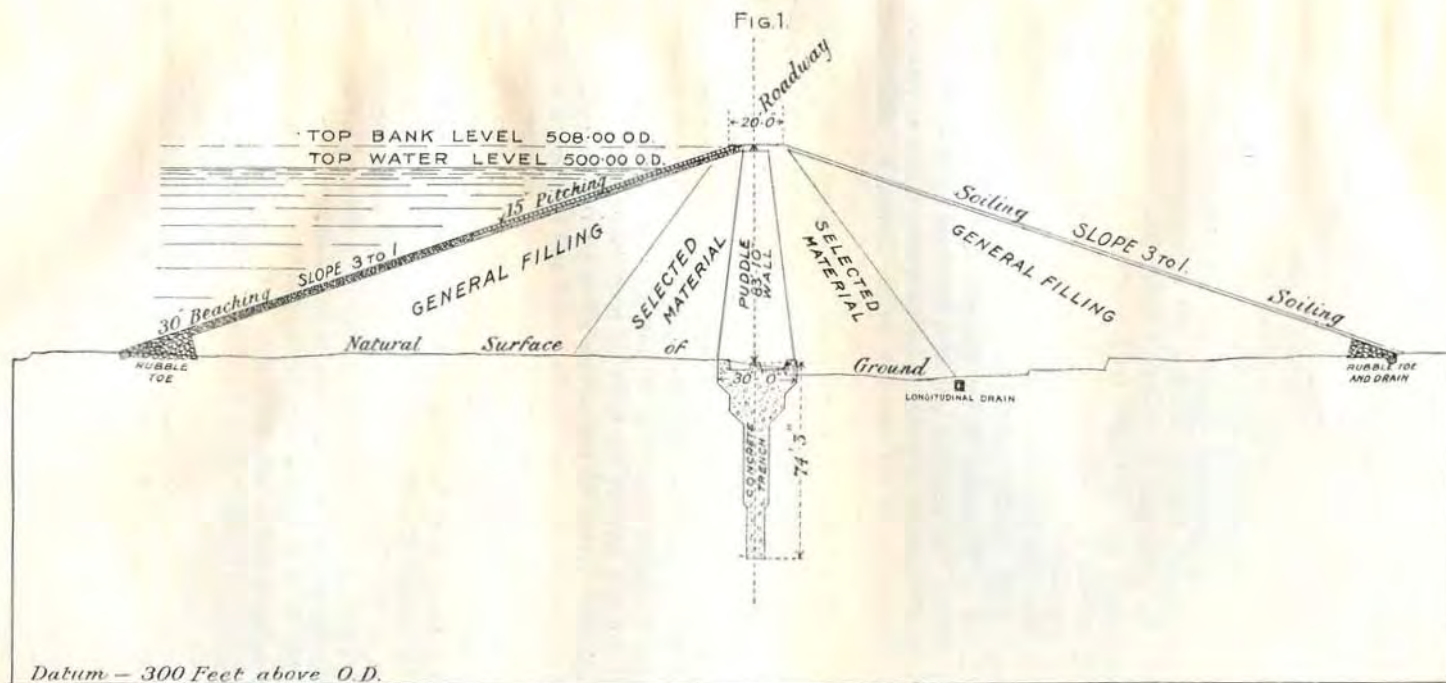 FIG.1.
Roadway
20·0
TOP BANK LEVEL 508·00 O.D.
TOP WATER LEVEL 500·00 O.D.
15" Pitching
SLOPE 3 TO 1
30" Beaching
GENERAL FILLING
SELECTED
MATERIAL
PUDDLE
83'·10"
WALL
SELECTED
MATERIAL
Soiling
GENERAL FILLING
SLOPE 3 TO 1.
Soiling
Natural Surface of Ground
RUBBLE
TOE
30'·0"
LONGITUDINAL DRAIN
RUBBLE TOE
AND DRAIN
CONCRETE
TRENCH
74'·3"
Datum — 300 Feet above O.D.